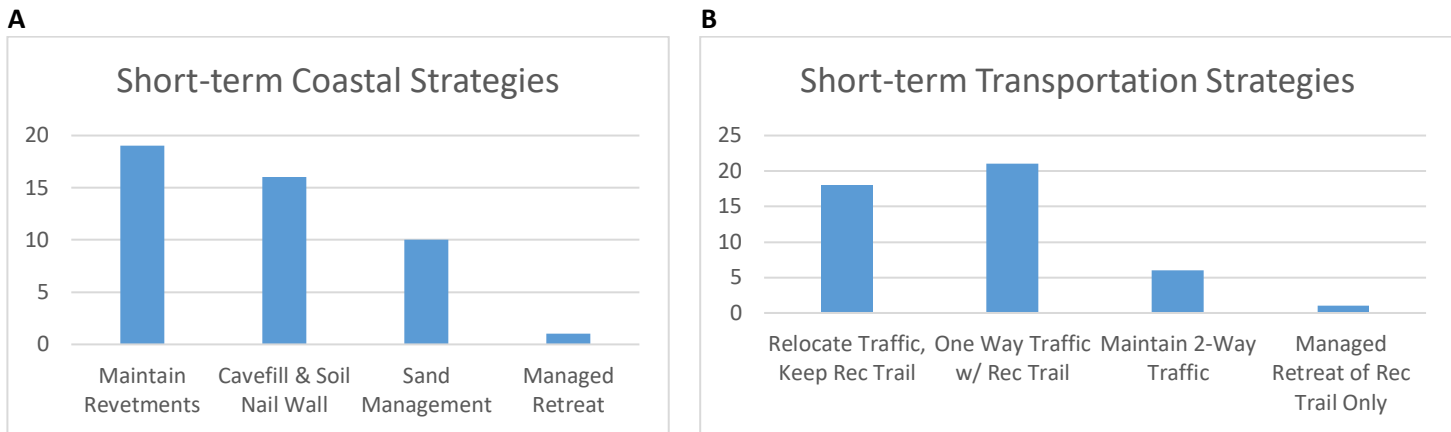 A
Short-term Coastal Strategies
20
15
10
5
0
Maintain
Revetments
Cavefill & Soil
Nail Wall
Sand
Management
Managed
Retreat
B
Short-term Transportation Strategies
25
20
15
10
5
0
Relocate Traffic,
Keep Rec Trail
One Way Traffic
w/ Rec Trail
Maintain 2-Way
Traffic
Managed
Retreat of Rec
Trail Only